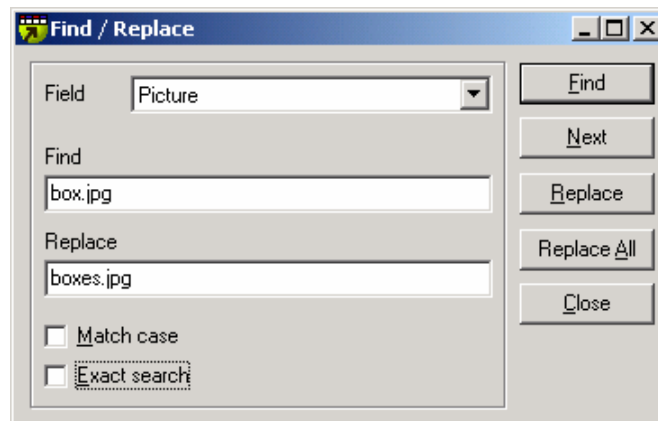 Find / Replace
Field Picture
Find
box.jpg
Replace
boxes.jpg
Match case
Exact search
Find
Next
Replace
Replace All
Close